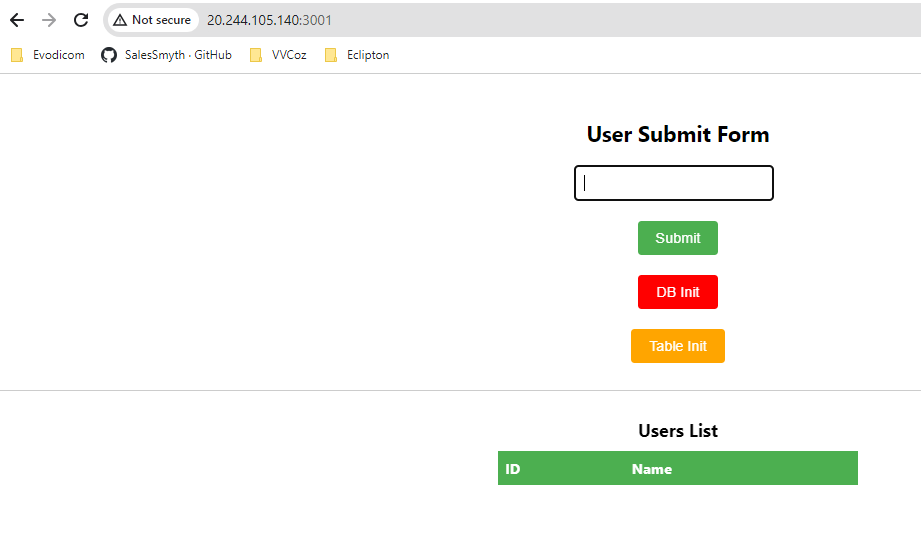 Not secure 20.244.105.140:3001
Evodicom SalesSmyth · GitHub VVCoz Eclipton
User Submit Form
Submit
DB Init
Table Init
Users List
ID Name